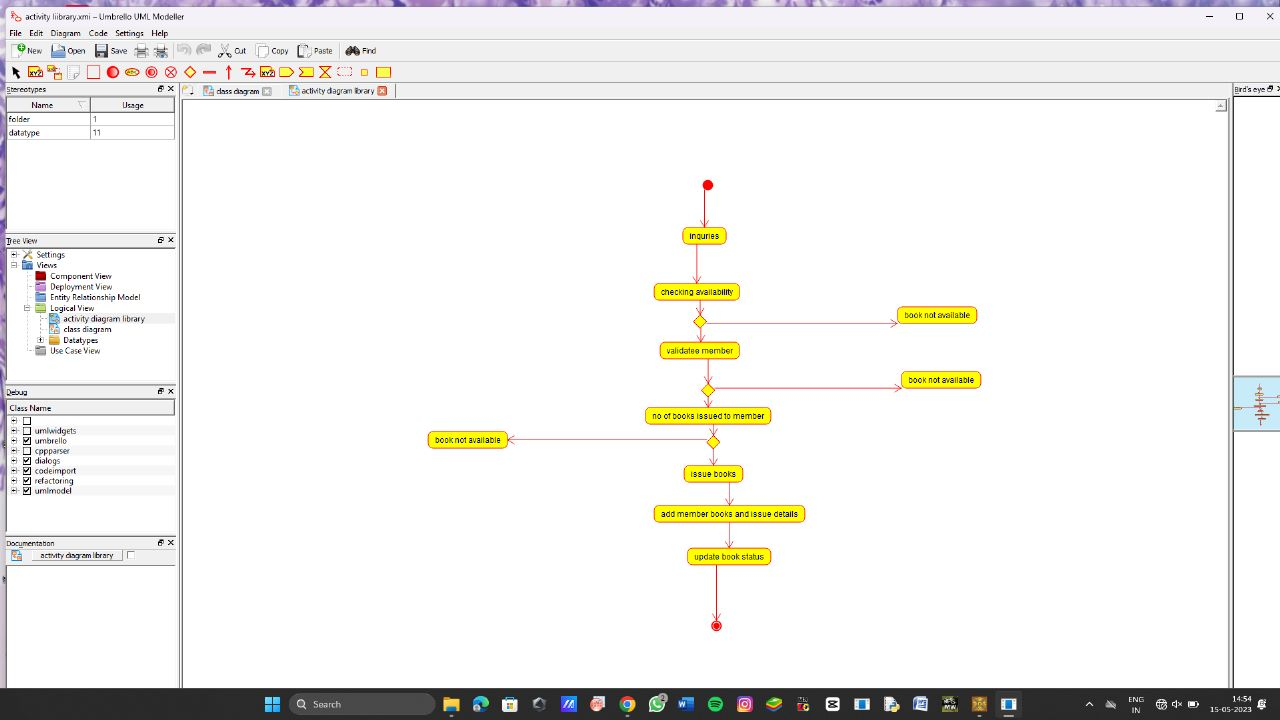 activity liibrary.xmi – Umbrello UML Modeller
File Edit Diagram Code Settings Help
New Open Save Cut Copy Paste Find
XYZ XYZ
Stereotypes
class diagram activity diagram library
Bird's eye
Name Usage
folder 1
datatype 11
inquries
Tree View
Settings
Views
Component View
Deployment View
Entity Relationship Model
Logical View
activity diagram library
class diagram
Datatypes
Use Case View
checking availability
book not available
validatee member
book not available
no of books issued to member
book not available
issue books
add member books and issue details
update book status
Debug
Class Name
umlwidgets
umbrello
cppparser
dialogs
codeimport
refactoring
umlmodel
Documentation
activity diagram library
Search
2
ENG
IN
14:54
15-05-2023